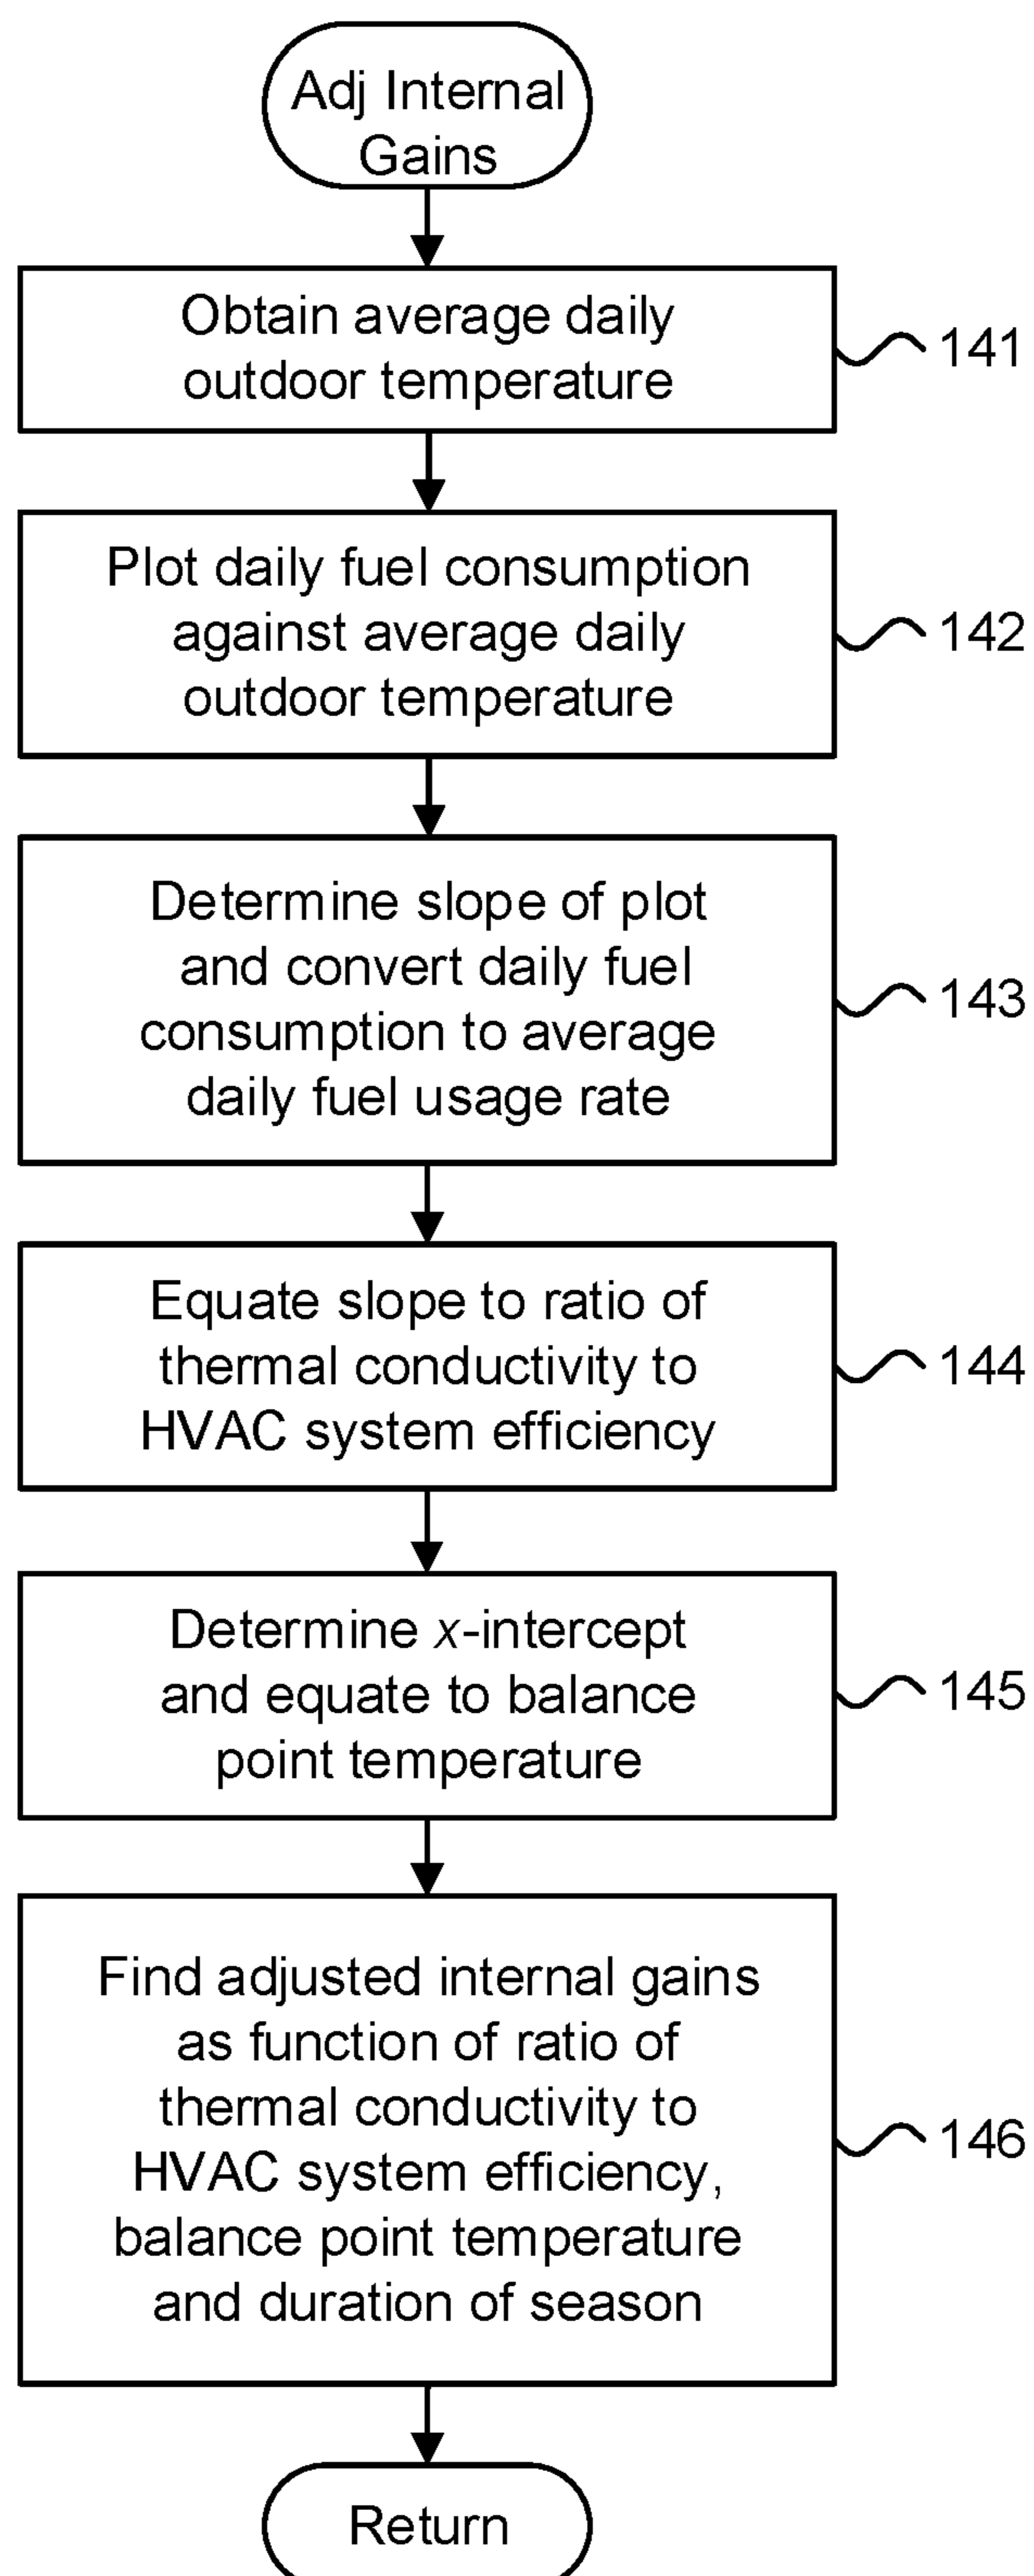 Adj Internal
Gains
Obtain average daily
outdoor temperature
141
Plot daily fuel consumption
against average daily
outdoor temperature
142
Determine slope of plot
and convert daily fuel
consumption to average
daily fuel usage rate
143
Equate slope to ratio of
thermal conductivity to
HVAC system efficiency
144
Determine x-intercept
and equate to balance
point temperature
145
Find adjusted internal gains
as function of ratio of
thermal conductivity to
HVAC system efficiency,
balance point temperature
and duration of season
146
Return